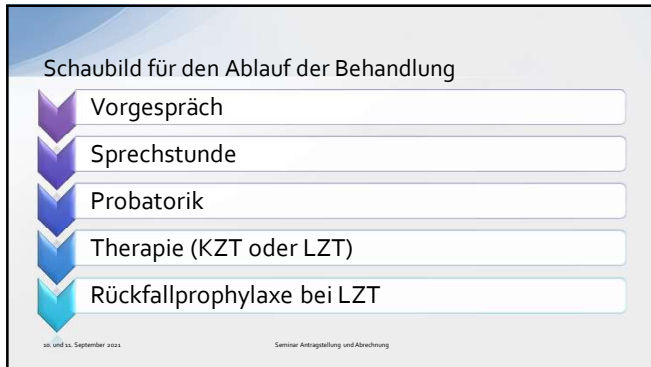 Schaubild für den Ablauf der Behandlung
Vorgespräch
Sprechstunde
Probatorik
Therapie (KZT oder LZT)
Rückfallprophylaxe bei LZT
10. und 11. September 2021
Seminar Antragstellung und Abrechnung